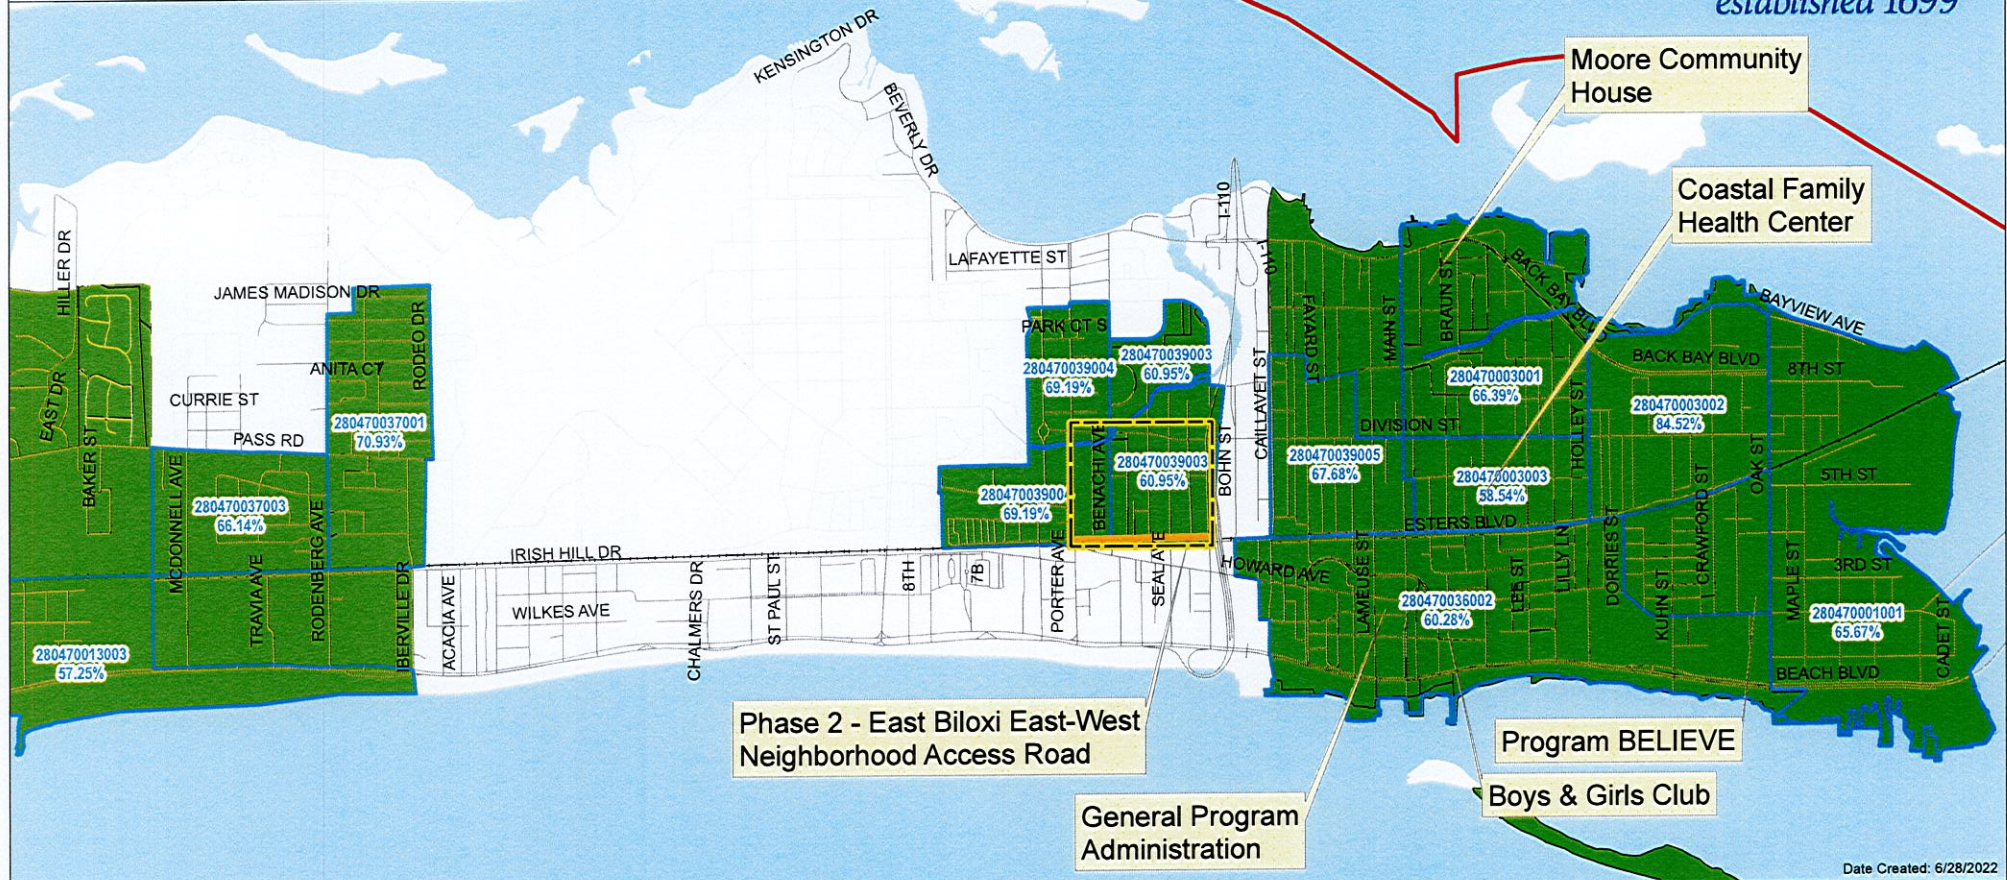 established 1699
KENSINGTON DR
BEVERLY DR
Moore Community
House
Coastal Family
Health Center
I-110
I-110
HILLER DR
LAFAYETTE ST
JAMES MADISON DR
RODEO DR
ANITA CT
CURRIE ST
PASS RD
EAST DR
BAKER ST
280470037001
70.93%
MCDONNELL AVE
280470037003
66.14%
TRAVIA AVE
RODENBERG AVE
IBERVILLE DR
280470013003
57.25%
ACACIA AVE
IRISH HILL DR
WILKES AVE
CHALMERS DR
ST PAUL ST
8TH
7B
PORTER AVE
SEAL AVE
PARK CT S
280470039004
69.19%
280470039003
60.95%
BENACHI AVE
280470039003
60.95%
28047003900
69.19%
BOHN ST
CAILLAVET ST
FAYARD ST
MAIN ST
BRAUN ST
BACK BAY BLVD
BAYVIEW AVE
BACK BAY BLVD
8TH ST
280470003001
66.39%
280470003002
84.52%
DIVISION ST
HOLLEY ST
280470039005
67.68%
280470003003
58.54%
OAK ST
5TH ST
CRAWFORD ST
ESTERS BLVD
HOWARD AVE
LAMEUSE ST
LEE ST
LILLY LN
DORRIES ST
KUHN ST
MAPLE ST
3RD ST
280470036002
60.28%
280470001001
65.67%
CADET ST
BEACH BLVD
Phase 2 - East Biloxi East-West
Neighborhood Access Road
Program BELIEVE
Boys & Girls Club
General Program
Administration
Date Created: 6/28/2022